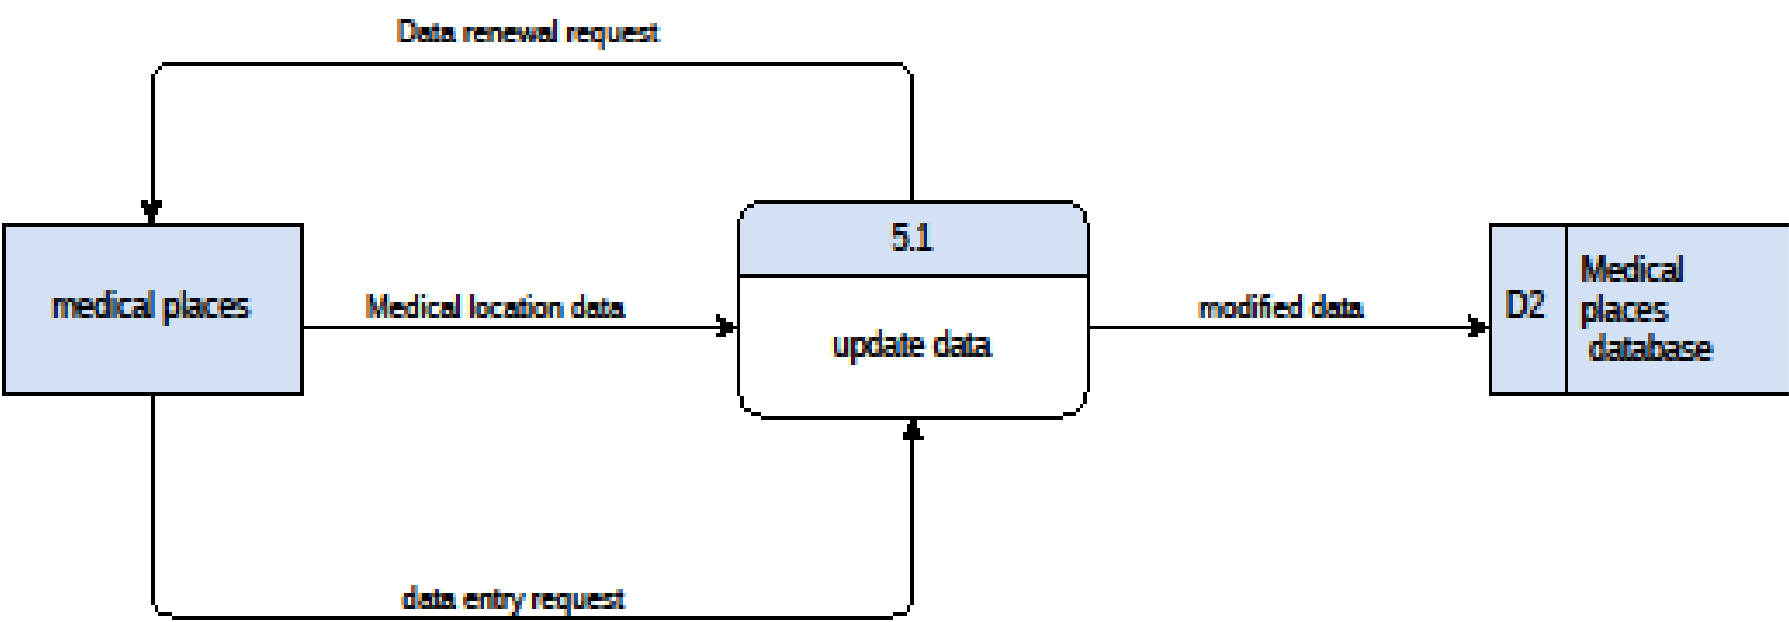 Data renewal request
5.1
medical places
Medical location data
update data
modified data
D2
Medical
places
database
data entry request